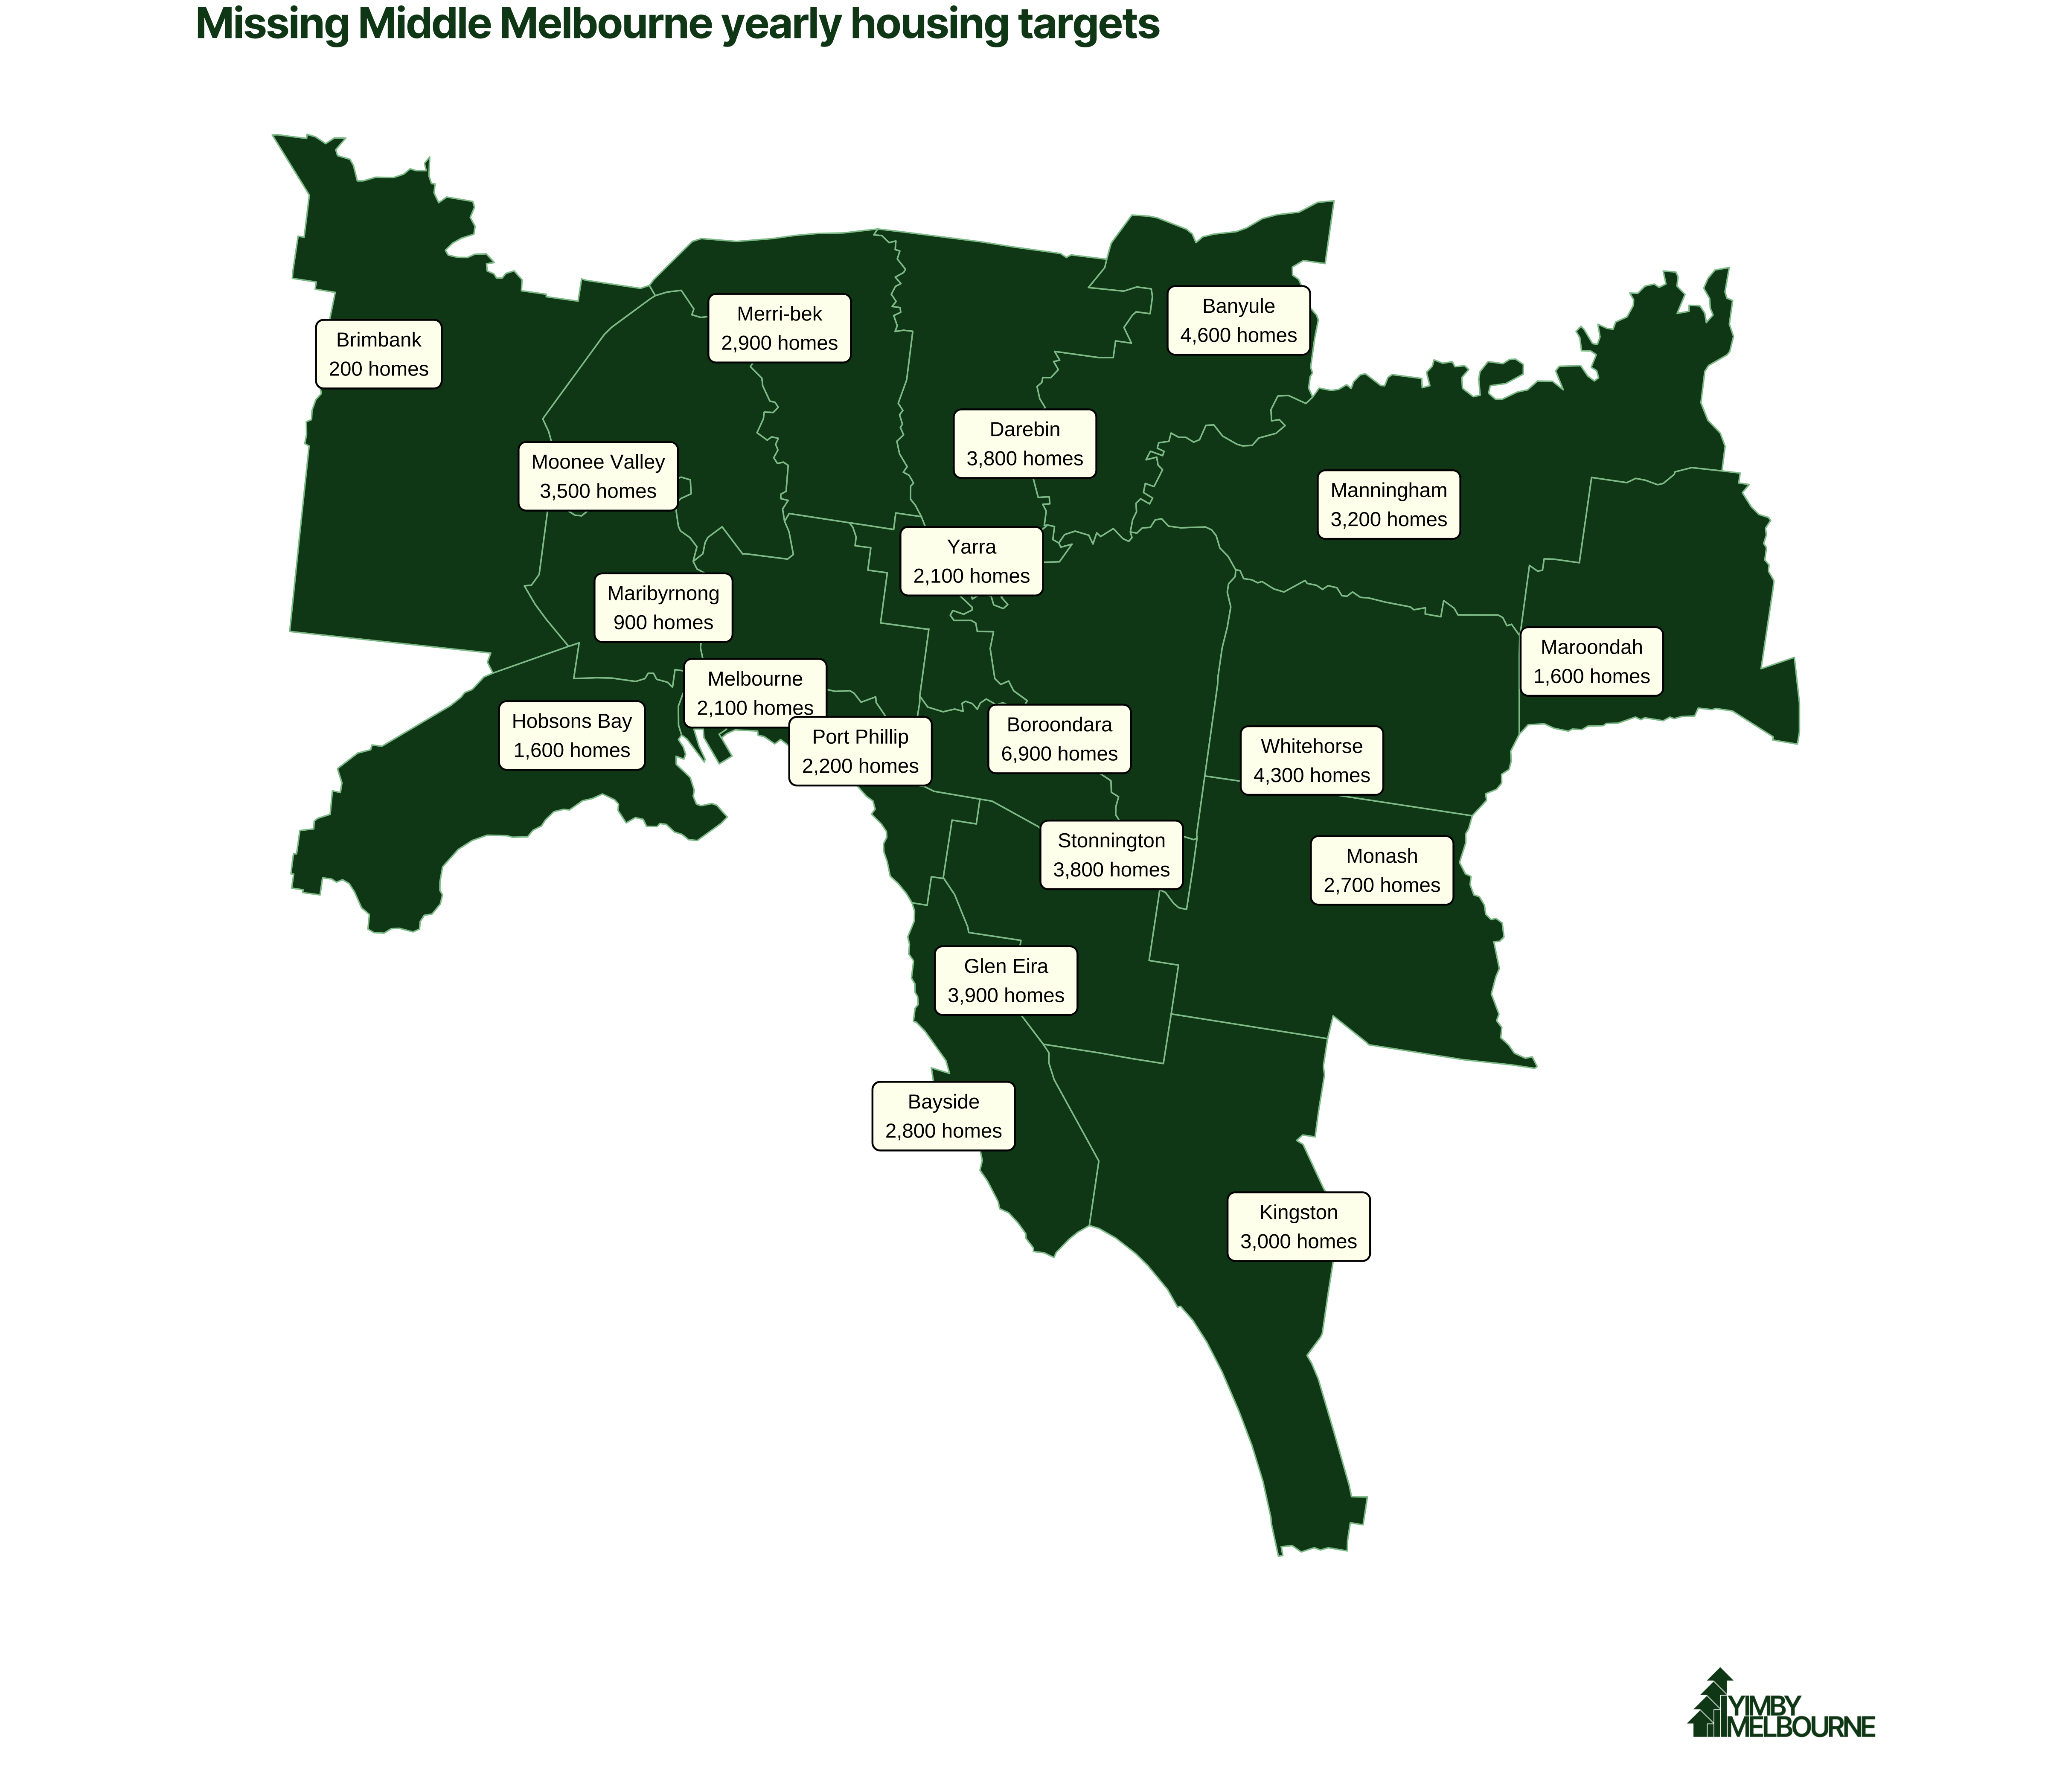 Missing Middle Melbourne yearly housing targets
Merri-bek
2,900 homes
Banyule
4,600 homes
Brimbank
200 homes
Darebin
3,800 homes
Moonee Valley
3,500 homes
Manningham
3,200 homes
Yarra
2,100 homes
Maribyrnong
900 homes
Maroondah
1,600 homes
Melbourne
2,100 homes
Hobsons Bay
1,600 homes
Port Phillip
2,200 homes
Boroondara
6,900 homes
Whitehorse
4,300 homes
Stonnington
3,800 homes
Monash
2,700 homes
Glen Eira
3,900 homes
Bayside
2,800 homes
Kingston
3,000 homes
YIMBY
MELBOURNE